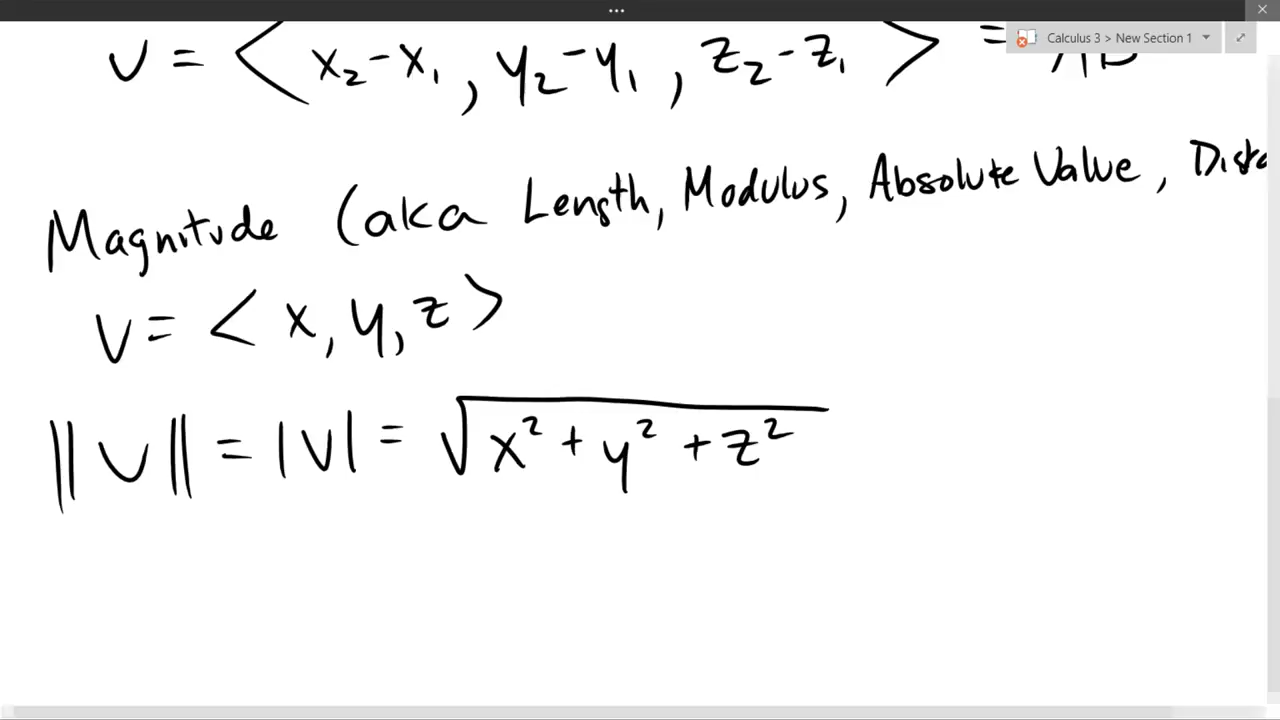 Calculus 3 > New Section 1
v = < x₂ - x₁, y₂ - y₁, z₂ - z₁ > =
Magnitude (aka Length, Modulus, Absolute Value,
v = < x, y, z >
||v|| = |v| = √(x² + y² + z²)